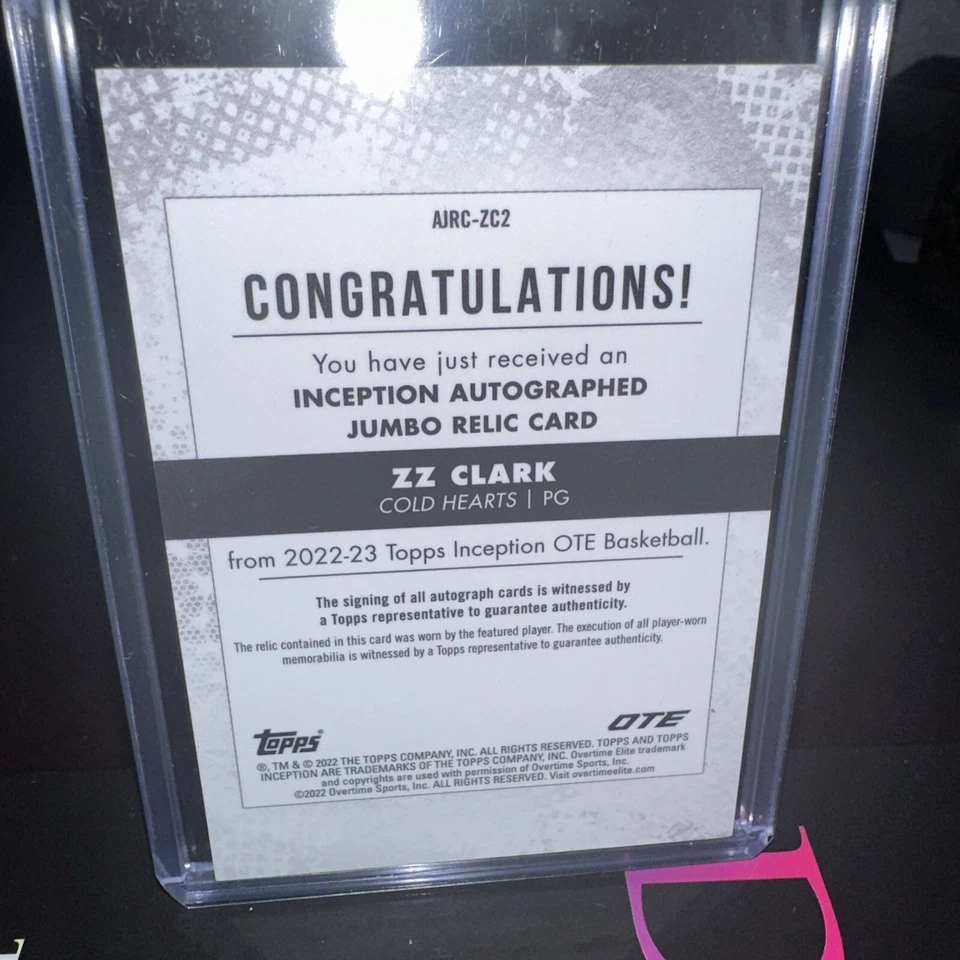 AJRC-ZC2
CONGRATULATIONS!
You have just received an
INCEPTION AUTOGRAPHED
JUMBO RELIC CARD
ZZ CLARK
COLD HEARTS | PG
from 2022-23 Topps Inception OTE Basketball.
The signing of all autograph cards is witnessed by
a Topps representative to guarantee authenticity.
The relic contained in this card was worn by the featured player. The execution of all player-worn
memorabilia is witnessed by a Topps representative to guarantee authenticity.
topps® OTE
®, TM & © 2022 THE TOPPS COMPANY, INC. ALL RIGHTS RESERVED. TOPPS AND TOPPS
INCEPTION ARE TRADEMARKS OF THE TOPPS COMPANY, INC. Overtime Elite trademark
and copyrights are used with permission of Overtime Sports, Inc.
©2022 Overtime Sports, Inc. ALL RIGHTS RESERVED. Visit overtimeelite.com